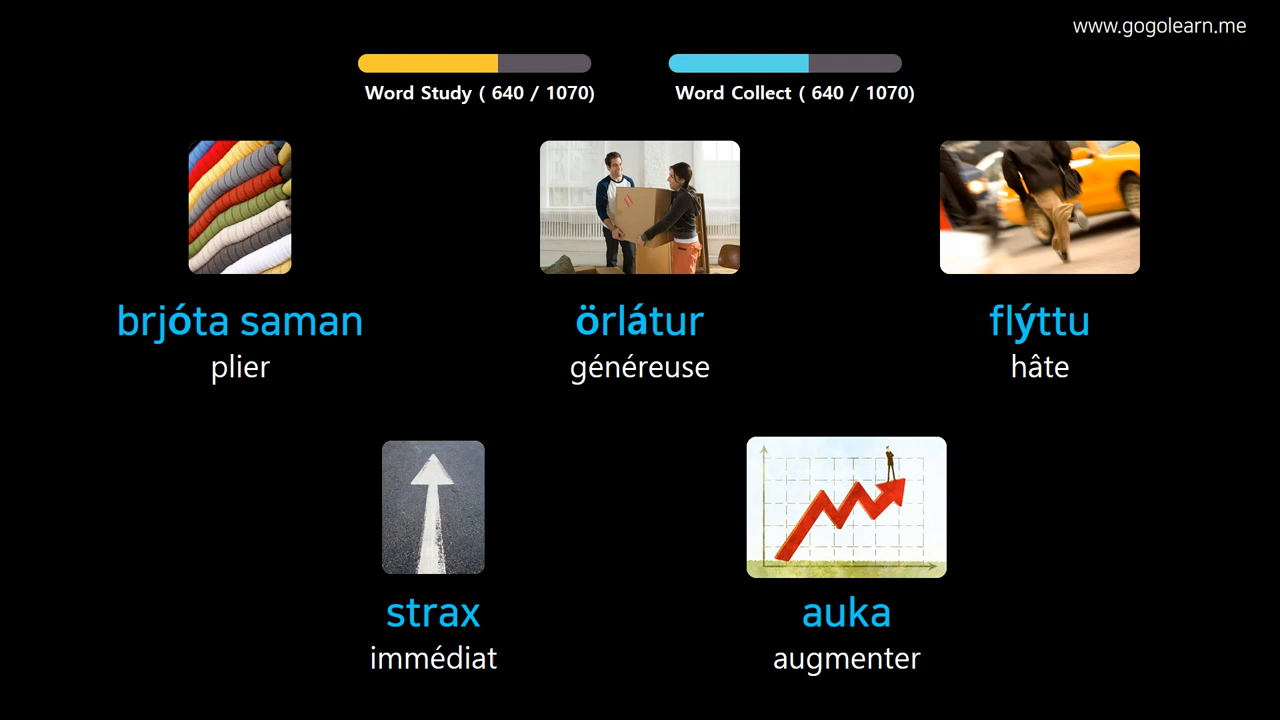 www.gogolearn.me
Word Study ( 640 / 1070)
Word Collect ( 640 / 1070)
brjóta saman
plier
örlátur
généreuse
flýttu
hâte
strax
immédiat
auka
augmenter